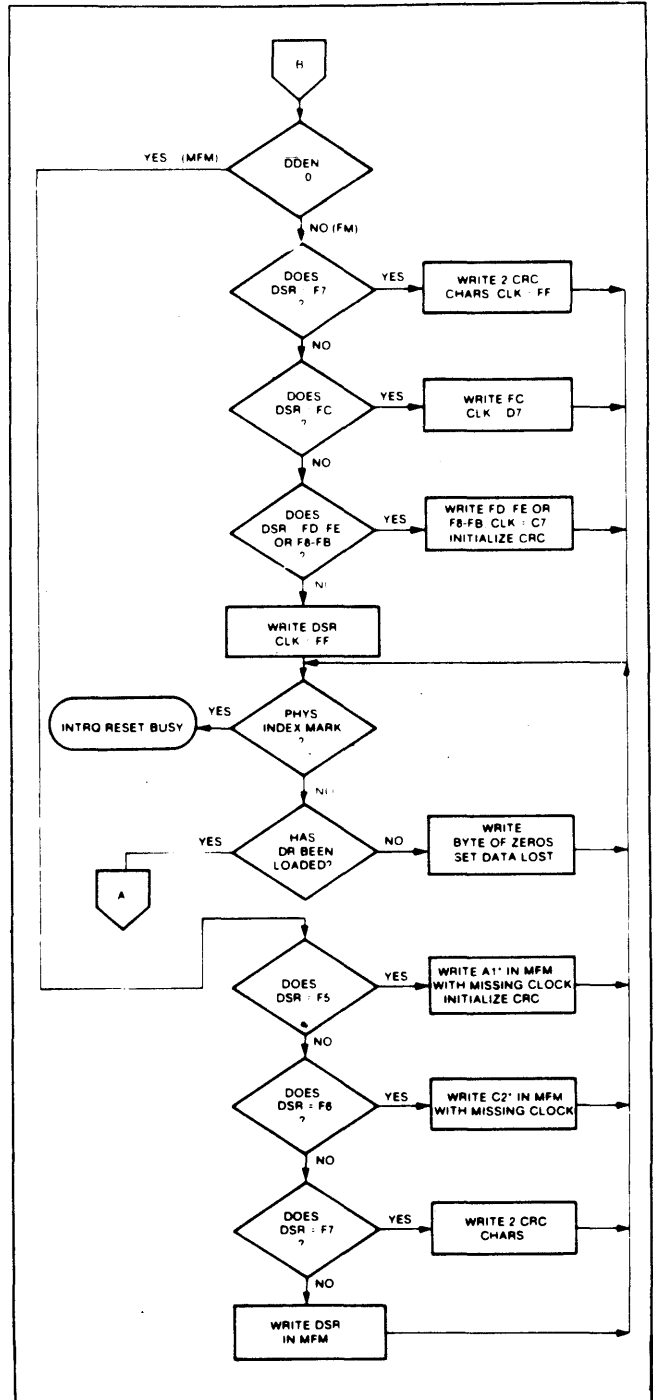 B
YES (MFM)
DDEN
0
NO (FM)
DOES
DSR F7
?
YES
WRITE 2 CRC
CHARS CLK FF
NO
DOES
DSR FC
?
YES
WRITE FC
CLK D7
NO
DOES
DSR FD FE
OR F8-FB
?
YES
WRITE FD FE OR
F8-FB CLK = C7
INITIALIZE CRC
WRITE DSR
CLK FF
INTRQ RESET BUSY
YES
PHYS
INDEX MARK
?
YES
HAS
DR BEEN
LOADED?
NO
WRITE
BYTE OF ZEROS
SET DATA LOST
A
DOES
DSR = F5
YES
WRITE A1* IN MFM
WITH MISSING CLOCK
INITIALIZE CRC
NO
DOES
DSR = F6
?
YES
WRITE C2* IN MFM
WITH MISSING CLOCK
NO
DOES
DSR = F7
?
YES
WRITE 2 CRC
CHARS
NO
WRITE DSR
IN MFM